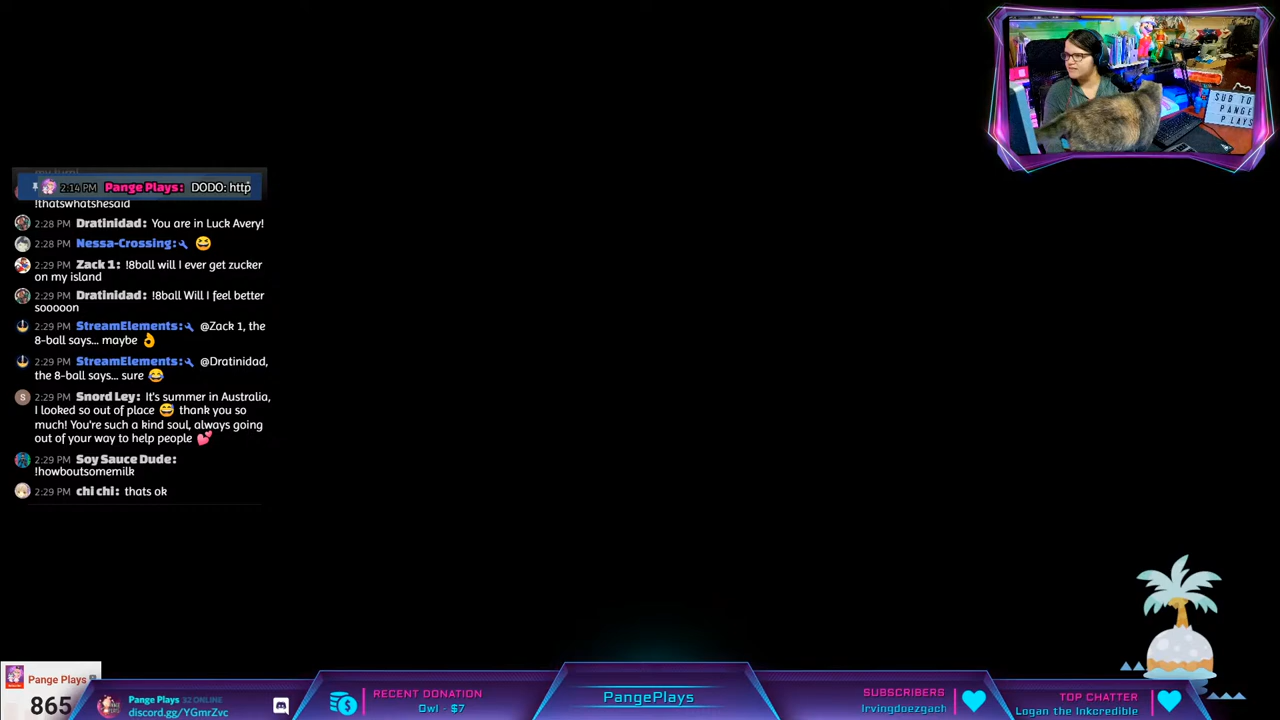 2:14 PM Pange Plays: DODO: http
!thatswhatshesaid
2:28 PM Dratinidad: You are in Luck Avery!
2:28 PM Nessa-Crossing: 😆
2:29 PM Zack 1: !8ball will I ever get zucker
on my island
2:29 PM Dratinidad: !8ball Will I feel better
sooooon
2:29 PM StreamElements: @Zack 1, the
8-ball says... maybe 👌
2:29 PM StreamElements: @Dratinidad,
the 8-ball says... sure 😂
S 2:29 PM Snord Ley: It's summer in Australia,
I looked so out of place 😅 thank you so
much! You're such a kind soul, always going
out of your way to help people 💕
2:29 PM Soy Sauce Dude:
!howboutsomemilk
2:29 PM chi chi: thats ok
SUB TO
PANGE
PLAYS
Pange Plays
865
Pange Plays 32 ONLINE
discord.gg/YGmrZvc
RECENT DONATION
Owl - $7
PangePlays
SUBSCRIBERS
Irvingdoezgach
TOP CHATTER
Logan the Inkcredible